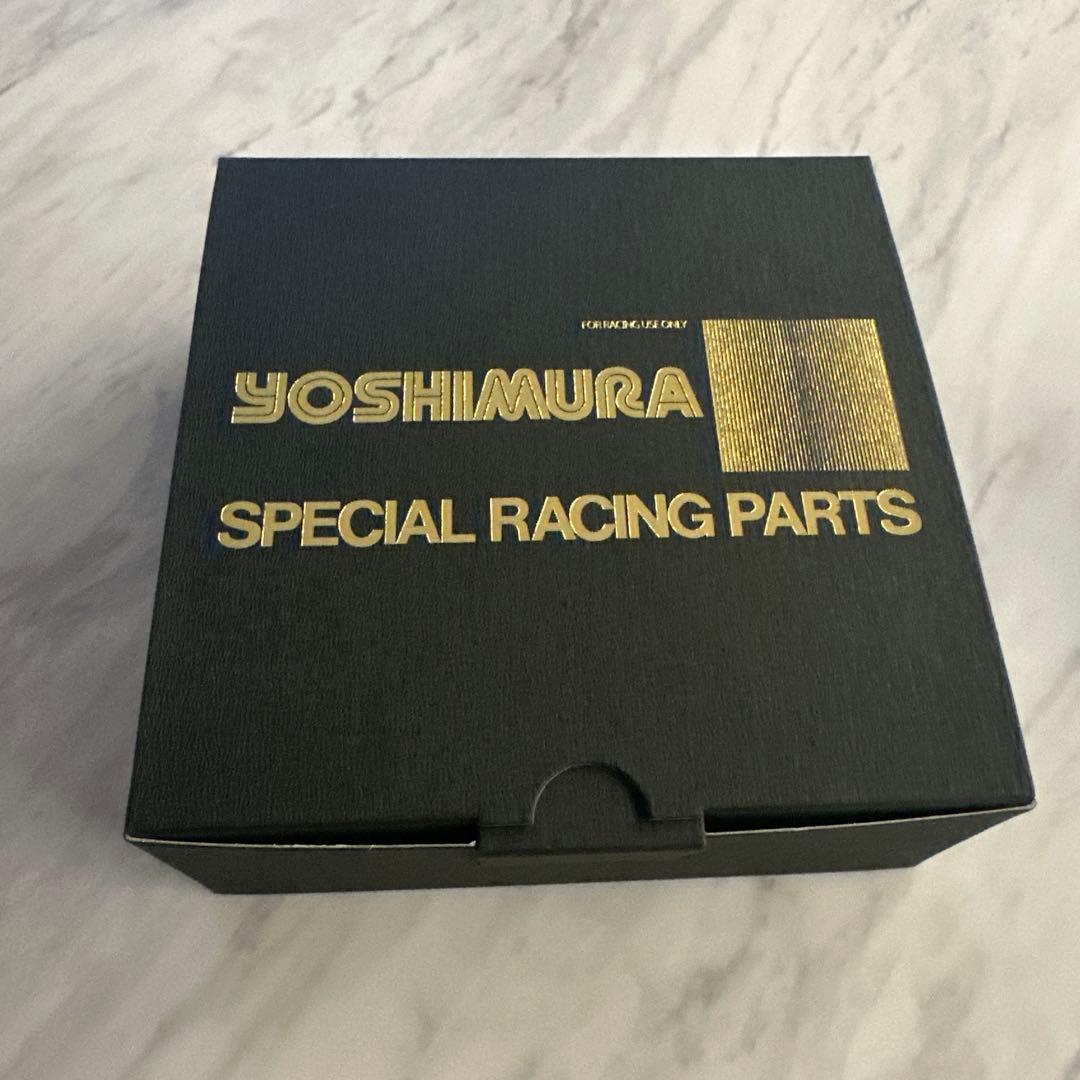 FOR RACING USE ONLY
YOSHIMURA
SPECIAL RACING PARTS